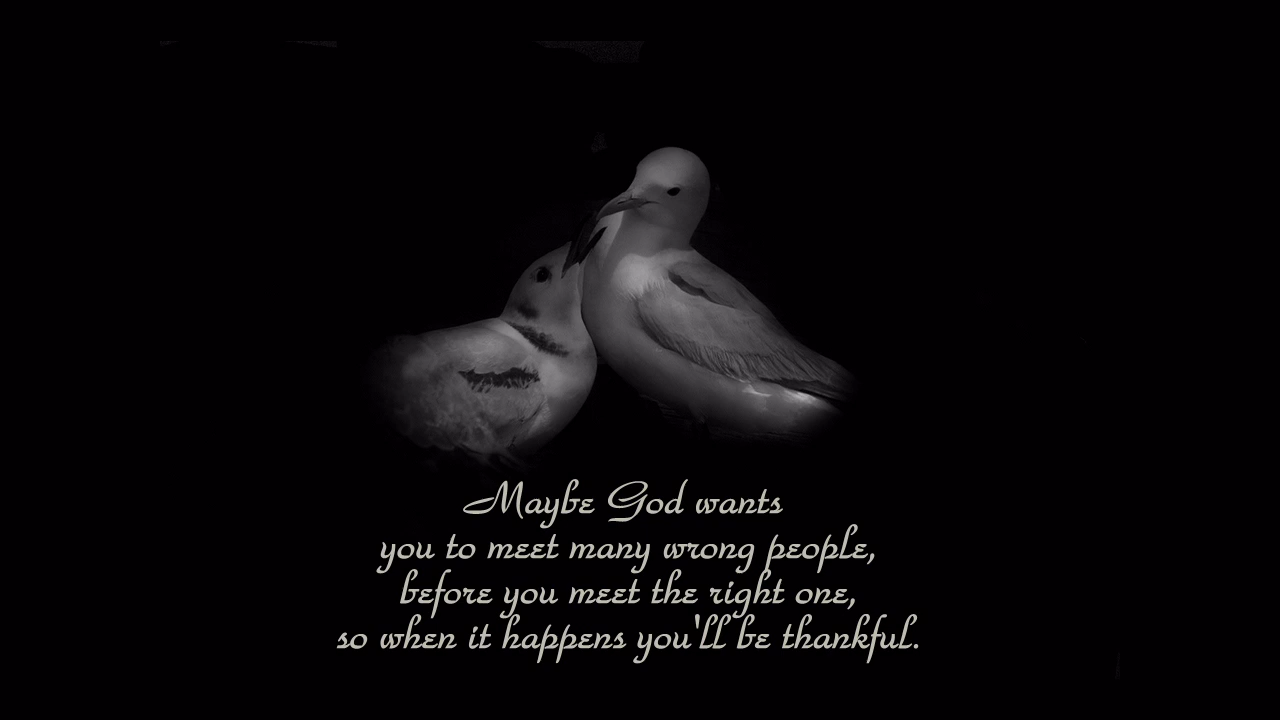 Maybe God wants
you to meet many wrong people,
before you meet the right one,
so when it happens you'll be thankful.